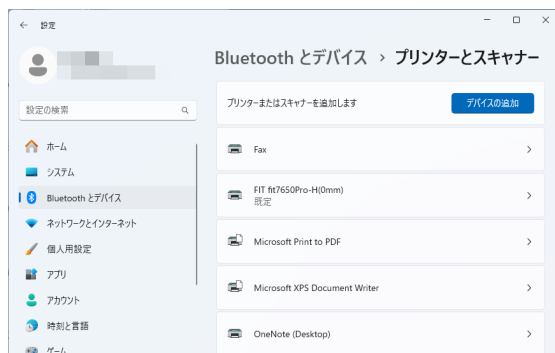 設定
Bluetooth とデバイス › プリンターとスキャナー
設定の検索
ホーム
システム
Bluetooth とデバイス
ネットワークとインターネット
個人用設定
アプリ
アカウント
時刻と言語
ゲーム
プリンターまたはスキャナーを追加します
デバイスの追加
Fax
FIT fit7650Pro-H(0mm)
既定
Microsoft Print to PDF
Microsoft XPS Document Writer
OneNote (Desktop)